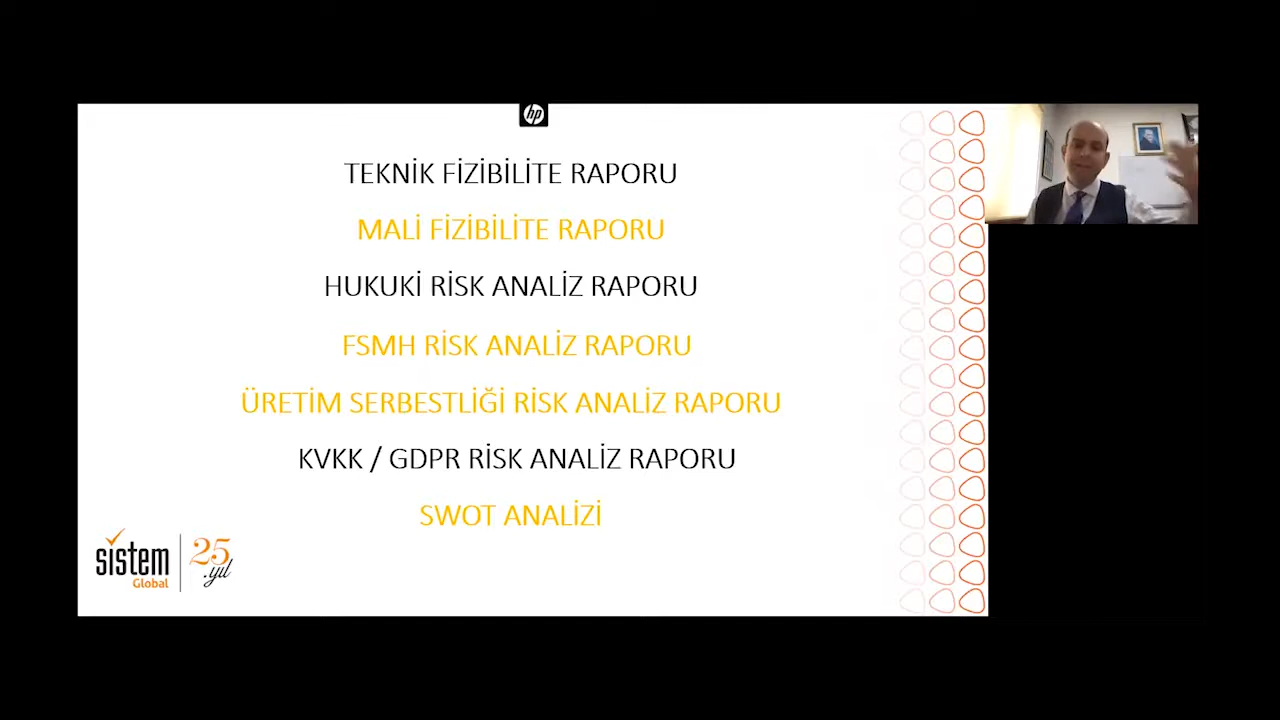 hp
TEKNİK FİZİBİLİTE RAPORU
MALİ FİZİBİLİTE RAPORU
HUKUKİ RİSK ANALİZ RAPORU
FSMH RİSK ANALİZ RAPORU
ÜRETİM SERBESTLİĞİ RİSK ANALİZ RAPORU
KVKK / GDPR RİSK ANALİZ RAPORU
SWOT ANALİZİ
sistem
Global
25
.yıl